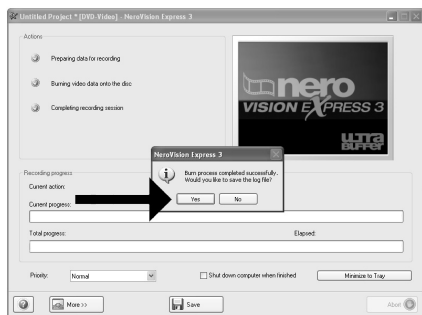 Untitled Project * [DVD-Video] - NeroVision Express 3
Actions
Preparing data for recording
Burning video data onto the disc
Completing recording session
nero
VISION EXPRESS 3
ULTRA
BUFFER
NeroVision Express 3
Burn process completed successfully.
Would you like to save the log file?
Yes
No
Recording progress
Current action:
Current progress:
Total progress:
Elapsed:
Priority:
Normal
Shut down computer when finished
Minimize to Tray
More >>
Save
Abort